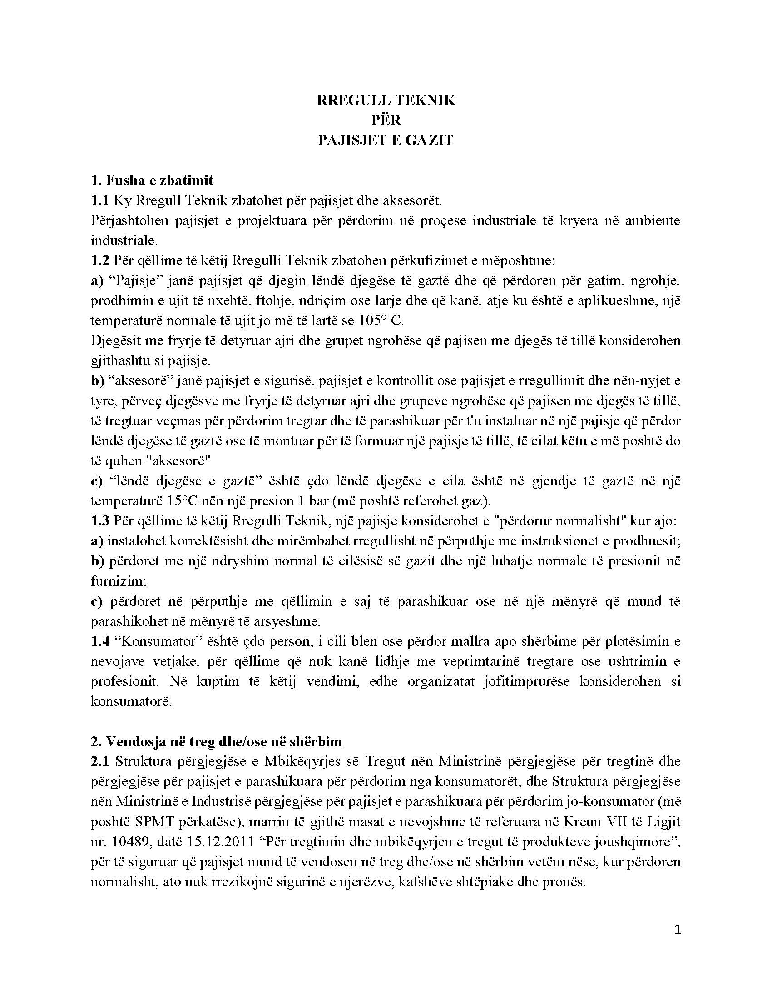 RREGULL TEKNIK
PËR
PAJISJET E GAZIT
1. Fusha e zbatimit
1.1 Ky Rregull Teknik zbatohet për pajisjet dhe aksesorët.
Përjashtohen pajisjet e projektuara për përdorim në proçese industriale të kryera në ambiente
industriale.
1.2 Për qëllime të këtij Rregulli Teknik zbatohen përkufizimet e mëposhtme:
a) “Pajisje” janë pajisjet që djegin lëndë djegëse të gaztë dhe që përdoren për gatim, ngrohje,
prodhimin e ujit të nxehtë, ftohje, ndriçim ose larje dhe që kanë, atje ku është e aplikueshme, një
temperaturë normale të ujit jo më të lartë se 105° C.
Djegësit me fryrje të detyruar ajri dhe grupet ngrohëse që pajisen me djegës të tillë konsiderohen
gjithashtu si pajisje.
b) “aksesorë” janë pajisjet e sigurisë, pajisjet e kontrollit ose pajisjet e rregullimit dhe nën-nyjet e
tyre, përveç djegësve me fryrje të detyruar ajri dhe grupeve ngrohëse që pajisen me djegës të tillë,
të tregtuar veçmas për përdorim tregtar dhe të parashikuar për t'u instaluar në një pajisje që përdor
lëndë djegëse të gaztë ose të montuar për të formuar një pajisje të tillë, të cilat këtu e më poshtë do
të quhen "aksesorë"
c) “lëndë djegëse e gaztë” është çdo lëndë djegëse e cila është në gjendje të gaztë në një
temperaturë 15°C nën një presion 1 bar (më poshtë referohet gaz).
1.3 Për qëllime të këtij Rregulli Teknik, një pajisje konsiderohet e "përdorur normalisht" kur ajo:
a) instalohet korrektësisht dhe mirëmbahet rregullisht në përputhje me instruksionet e prodhuesit;
b) përdoret me një ndryshim normal të cilësisë së gazit dhe një luhatje normale të presionit në
furnizim;
c) përdoret në përputhje me qëllimin e saj të parashikuar ose në një mënyrë që mund të
parashikohet në mënyrë të arsyeshme.
1.4 “Konsumator” është çdo person, i cili blen ose përdor mallra apo shërbime për plotësimin e
nevojave vetjake, për qëllime që nuk kanë lidhje me veprimtarinë tregtare ose ushtrimin e
profesionit. Në kuptim të këtij vendimi, edhe organizatat jofitimprurëse konsiderohen si
konsumatorë.
2. Vendosja në treg dhe/ose në shërbim
2.1 Struktura përgjegjëse e Mbikëqyrjes së Tregut nën Ministrinë përgjegjëse për tregtinë dhe
përgjegjëse për pajisjet e parashikuara për përdorim nga konsumatorët, dhe Struktura përgjegjëse
nën Ministrinë e Industrisë përgjegjëse për pajisjet e parashikuara për përdorim jo-konsumator (më
poshtë SPMT përkatëse), marrin të gjithë masat e nevojshme të referuara në Kreun VII të Ligjit
nr. 10489, datë 15.12.2011 “Për tregtimin dhe mbikëqyrjen e tregut të produkteve joushqimore”,
për të siguruar që pajisjet mund të vendosen në treg dhe/ose në shërbim vetëm nëse, kur përdoren
normalisht, ato nuk rrezikojnë sigurinë e njerëzve, kafshëve shtëpiake dhe pronës.
1